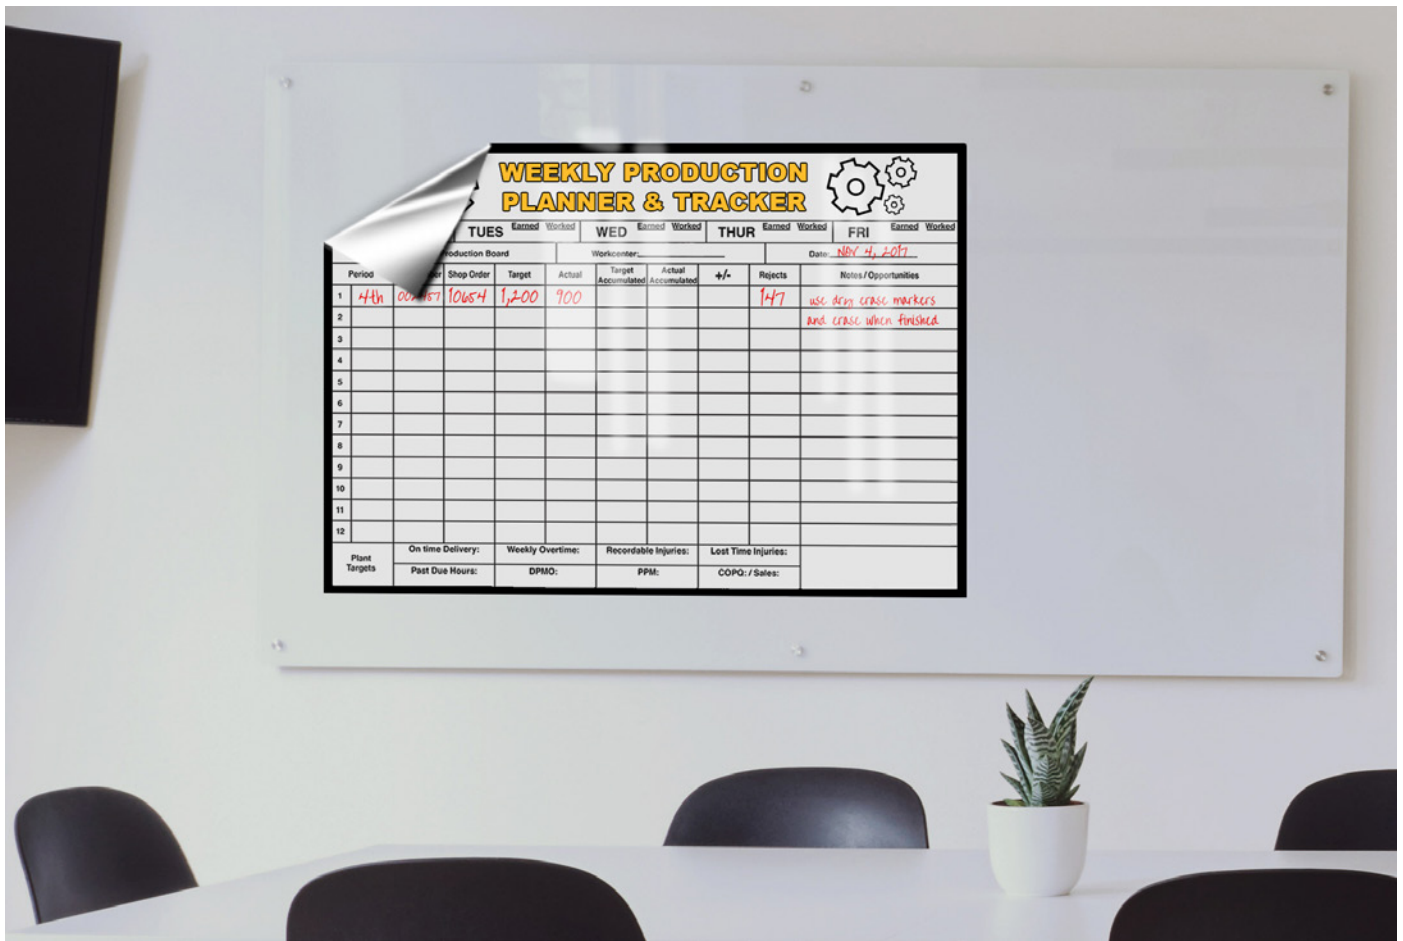 WEEKLY PRODUCTION
PLANNER & TRACKER
TUES Earned Worked WED Earned Worked THUR Earned Worked FRI Earned Worked
Board Workcenter: Date: NOV 4, 2017
Period Shop Order Target Actual Target Accumulated Actual Accumulated +/- Rejects Notes / Opportunities
1 4th 10654 1,200 900 147 use dry erase markers
2 and erase when finished
3
4
5
6
7
8
9
10
11
12
Plant Targets On time Delivery: Weekly Overtime: Recordable Injuries: Lost Time Injuries:
Past Due Hours: DPMO: PPM: COPQ: / Sales: